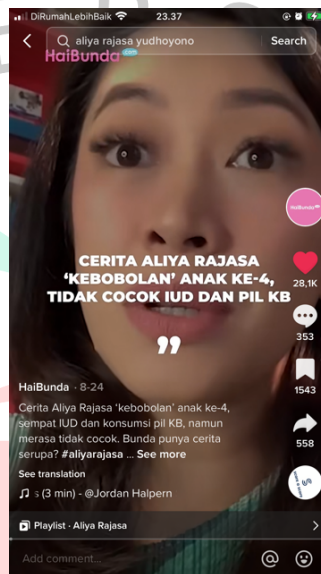 DiRumahLebihBaik
23.37
aliya rajasa yudhoyono
Search
HaiBunda.com
HaiBunda
CERITA ALIYA RAJASA
‘KEBOBOLAN’ ANAK KE-4,
TIDAK COCOK IUD DAN PIL KB
”
28,1K
353
1543
558
HaiBunda · 8-24
Cerita Aliya Rajasa ‘kebobolan’ anak ke-4,
sempat IUD dan konsumsi pil KB, namun
merasa tidak cocok. Bunda punya cerita
serupa? #aliyarajasa ... See more
See translation
s (3 min) - @Jordan Halpern
Playlist · Aliya Rajasa
Add comment...